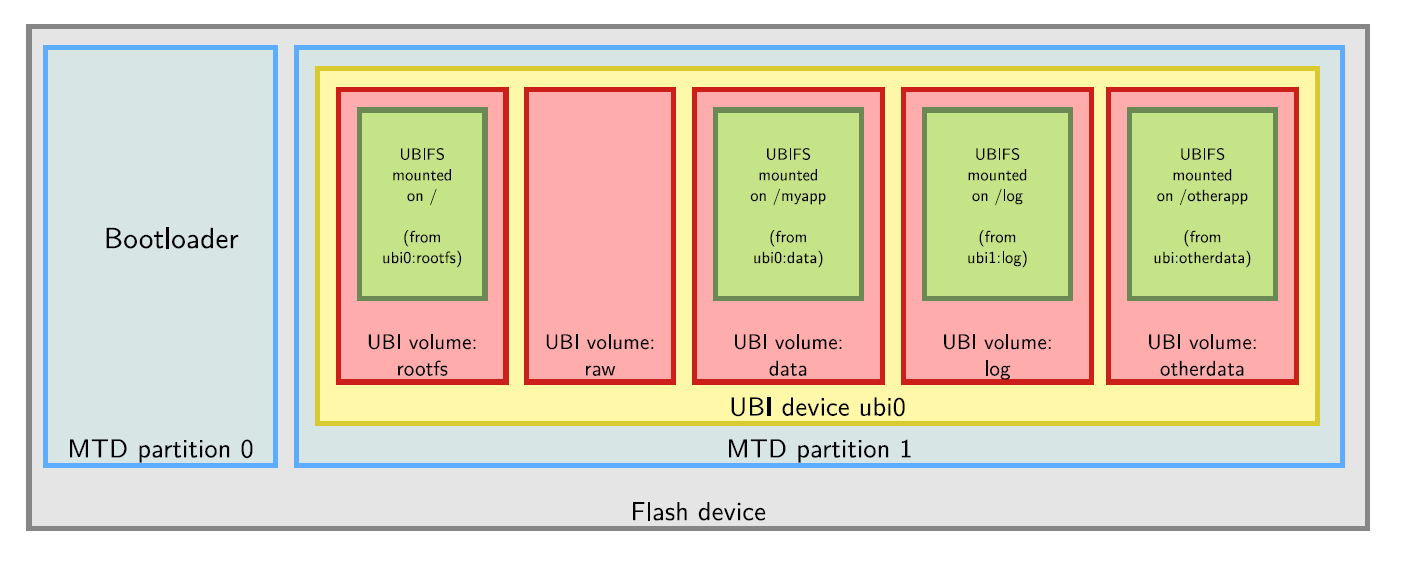 Bootloader
MTD partition 0
UBIFS
mounted
on /
(from
ubi0:rootfs)
UBI volume:
rootfs
UBI volume:
raw
UBIFS
mounted
on /myapp
(from
ubi0:data)
UBI volume:
data
UBIFS
mounted
on /log
(from
ubi1:log)
UBI volume:
log
UBIFS
mounted
on /otherapp
(from
ubi:otherdata)
UBI volume:
otherdata
UBI device ubi0
MTD partition 1
Flash device